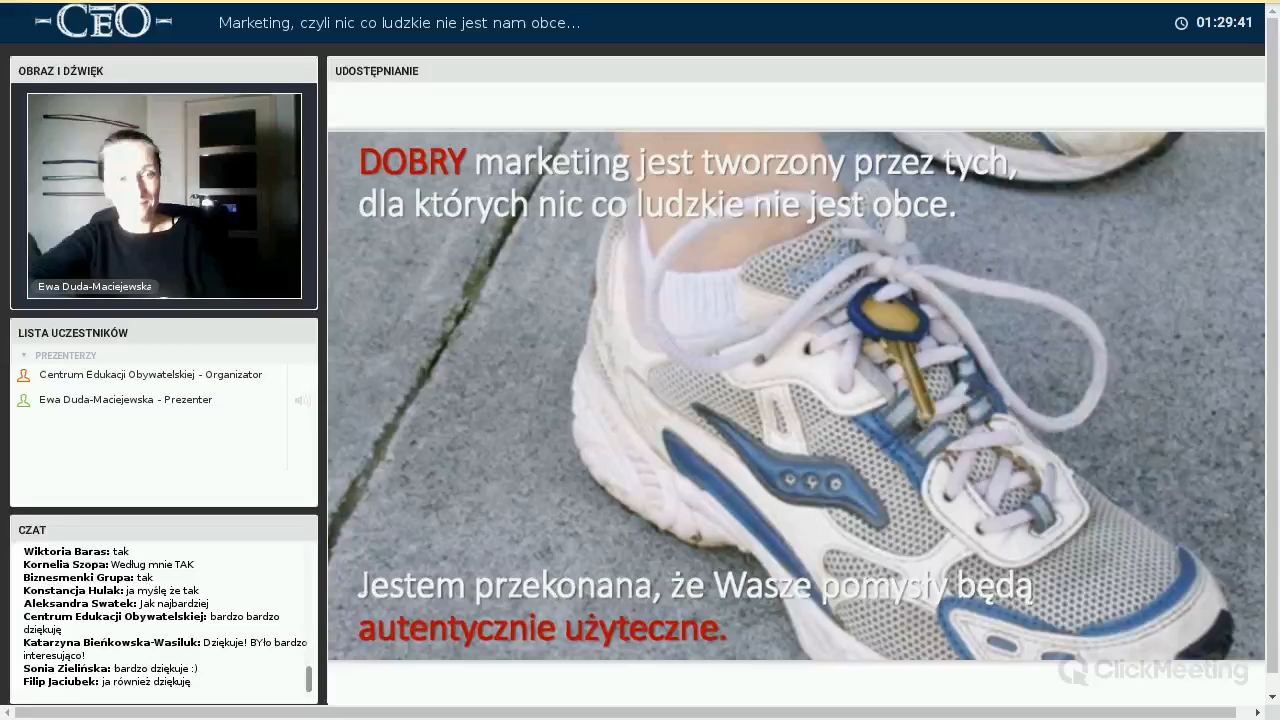 CEO
Marketing, czyli nic co ludzkie nie jest nam obce...
01:29:41
OBRAZ I DŹWIĘK
Ewa Duda-Maciejewska
LISTA UCZESTNIKÓW
PREZENTERZY
Centrum Edukacji Obywatelskiej - Organizator
Ewa Duda-Maciejewska - Prezenter
CZAT
Wiktoria Baras: tak
Kornelia Szopa: Według mnie TAK
Biznesmenki Grupa: tak
Konstancja Hulak: ja myślę że tak
Aleksandra Swatek: Jak najbardziej
Centrum Edukacji Obywatelskiej: bardzo bardzo
dziękuję
Katarzyna Bieńkowska-Wasiluk: Dziękuje! BYło bardzo
interesująco!
Sonia Zielińska: bardzo dziękuje :)
Filip Jaciubek: ja również dziękuję
UDOSTĘPNIANIE
DOBRY marketing jest tworzony przez tych,
dla których nic co ludzkie nie jest obce.
Jestem przekonana, że Wasze pomysły będą
autentycznie użyteczne.
ClickMeeting